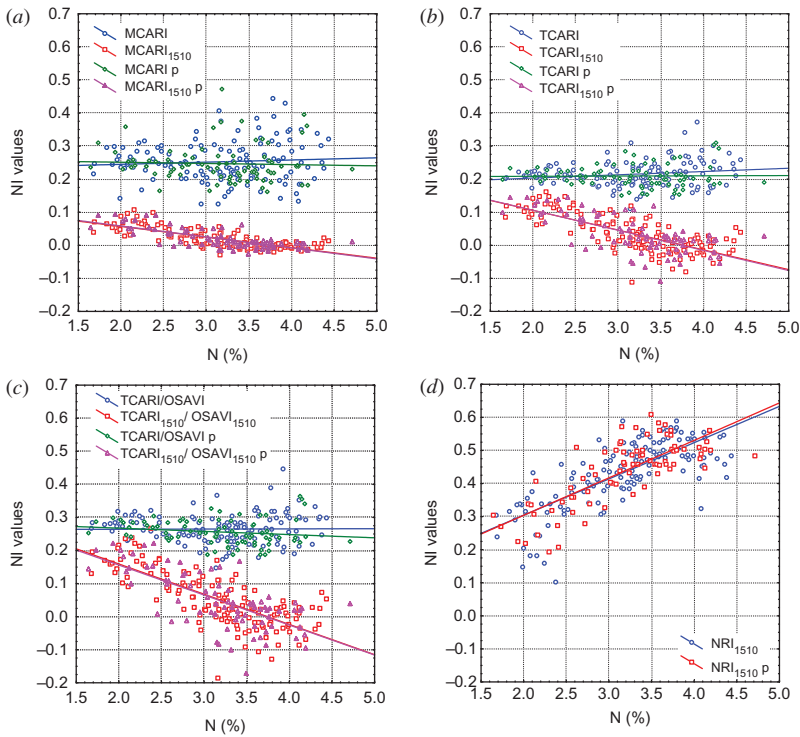 (a)
0.7
0.6
0.5
0.4
0.3
0.2
0.1
0.0
–0.1
–0.2
NI values
MCARI
MCARI1510
MCARI p
MCARI1510 p
1.5 2.0 2.5 3.0 3.5 4.0 4.5 5.0
N (%)
(b)
0.7
0.6
0.5
0.4
0.3
0.2
0.1
0.0
–0.1
–0.2
NI values
TCARI
TCARI1510
TCARI p
TCARI1510 p
1.5 2.0 2.5 3.0 3.5 4.0 4.5 5.0
N (%)
(c)
0.7
0.6
0.5
0.4
0.3
0.2
0.1
0.0
–0.1
–0.2
NI values
TCARI/OSAVI
TCARI1510/ OSAVI1510
TCARI/OSAVI p
TCARI1510/ OSAVI1510 p
1.5 2.0 2.5 3.0 3.5 4.0 4.5 5.0
N (%)
(d)
0.7
0.6
0.5
0.4
0.3
0.2
0.1
0.0
–0.1
–0.2
NI values
NRI1510
NRI1510 p
1.5 2.0 2.5 3.0 3.5 4.0 4.5 5.0
N (%)